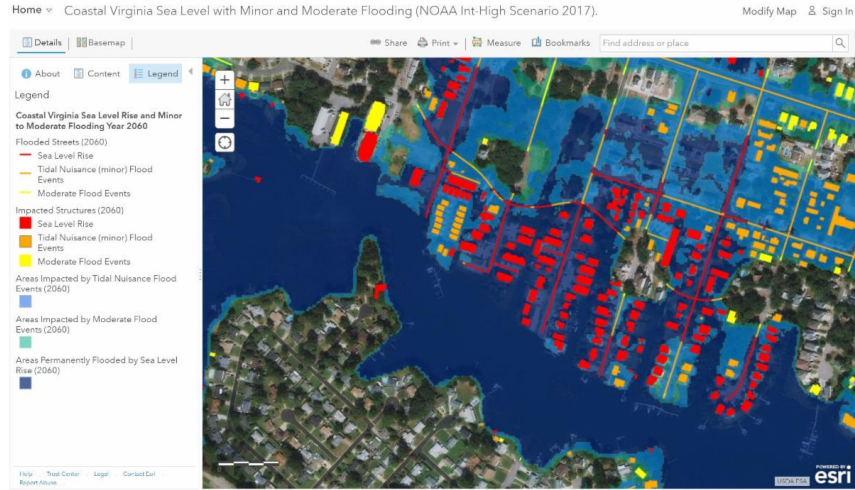 Home Coastal Virginia Sea Level with Minor and Moderate Flooding (NOAA Int-High Scenario 2017). Modify Map Sign In
Details Basemap Share Print Measure Bookmarks Find address or place
About Content Legend
Legend
Coastal Virginia Sea Level Rise and Minor
to Moderate Flooding Year 2060
Flooded Streets (2060)
Sea Level Rise
Tidal Nuisance (minor) Flood
Events
Moderate Flood Events
Impacted Structures (2060)
Sea Level Rise
Tidal Nuisance (minor) Flood
Events
Moderate Flood Events
Areas Impacted by Tidal Nuisance Flood
Events (2060)
Areas Impacted by Moderate Flood
Events (2060)
Areas Permanently Flooded by Sea Level
Rise (2060)
Help Trust Center Legal Contact Esri
Report Abuse
USDA FSA
POWERED BY
esri